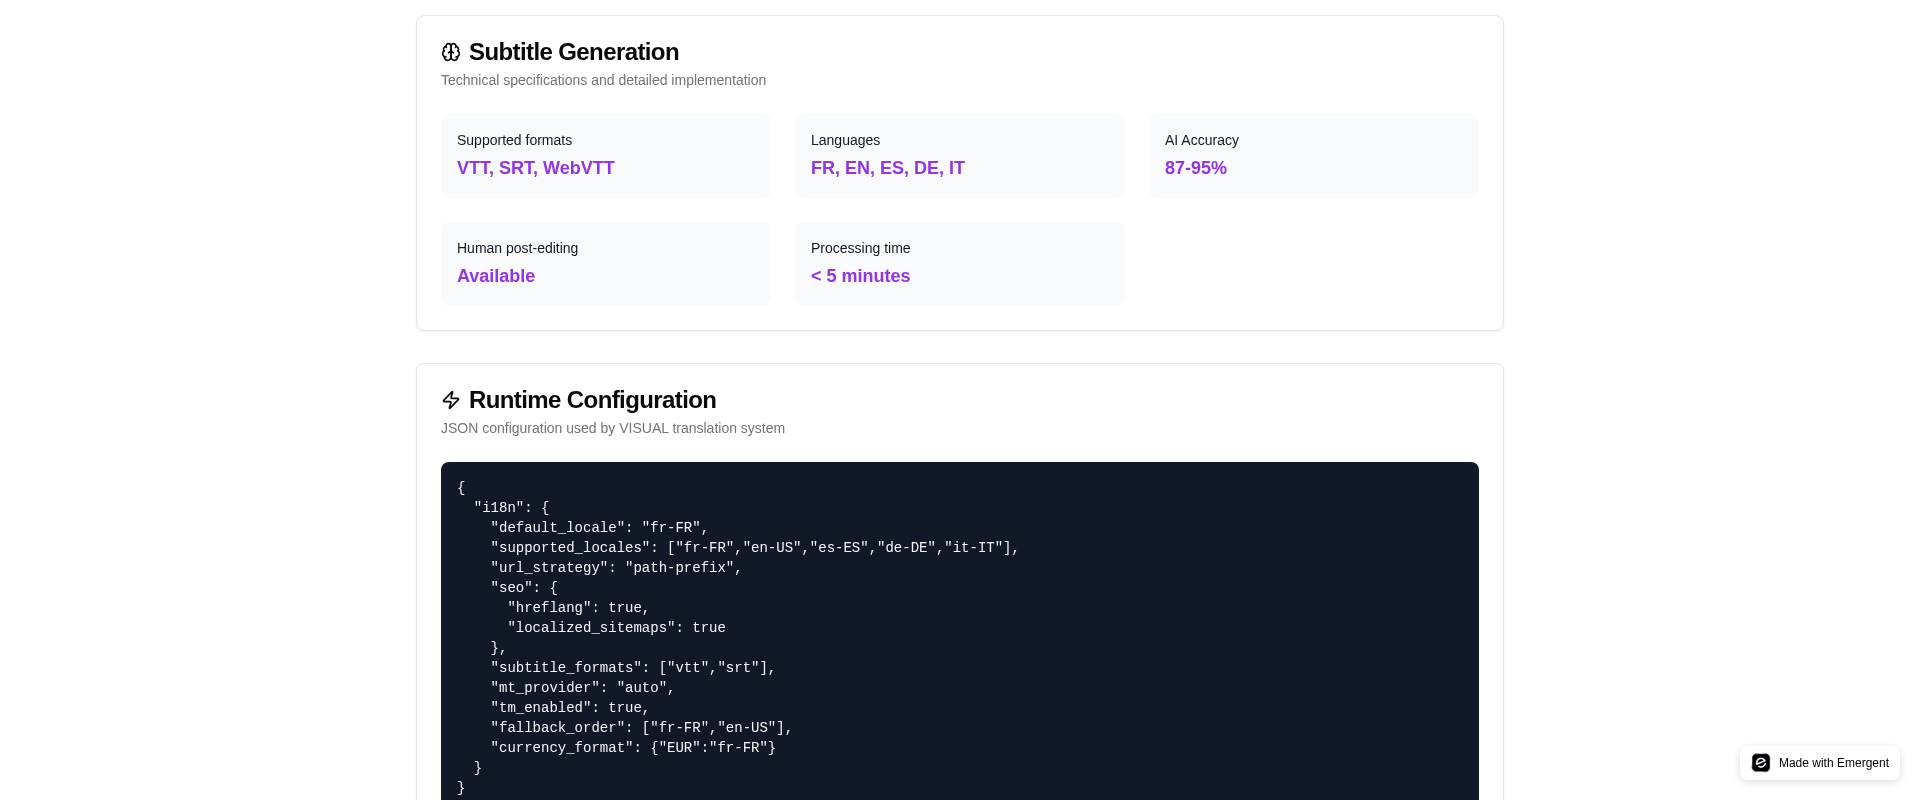 Subtitle Generation
Technical specifications and detailed implementation
Supported formats
VTT, SRT, WebVTT
Languages
FR, EN, ES, DE, IT
AI Accuracy
87-95%
Human post-editing
Available
Processing time
< 5 minutes
Runtime Configuration
JSON configuration used by VISUAL translation system
{
  "i18n": {
    "default_locale": "fr-FR",
    "supported_locales": ["fr-FR","en-US","es-ES","de-DE","it-IT"],
    "url_strategy": "path-prefix",
    "seo": {
      "hreflang": true,
      "localized_sitemaps": true
    },
    "subtitle_formats": ["vtt","srt"],
    "mt_provider": "auto",
    "tm_enabled": true,
    "fallback_order": ["fr-FR","en-US"],
    "currency_format": {"EUR":"fr-FR"}
  }
}
Made with Emergent